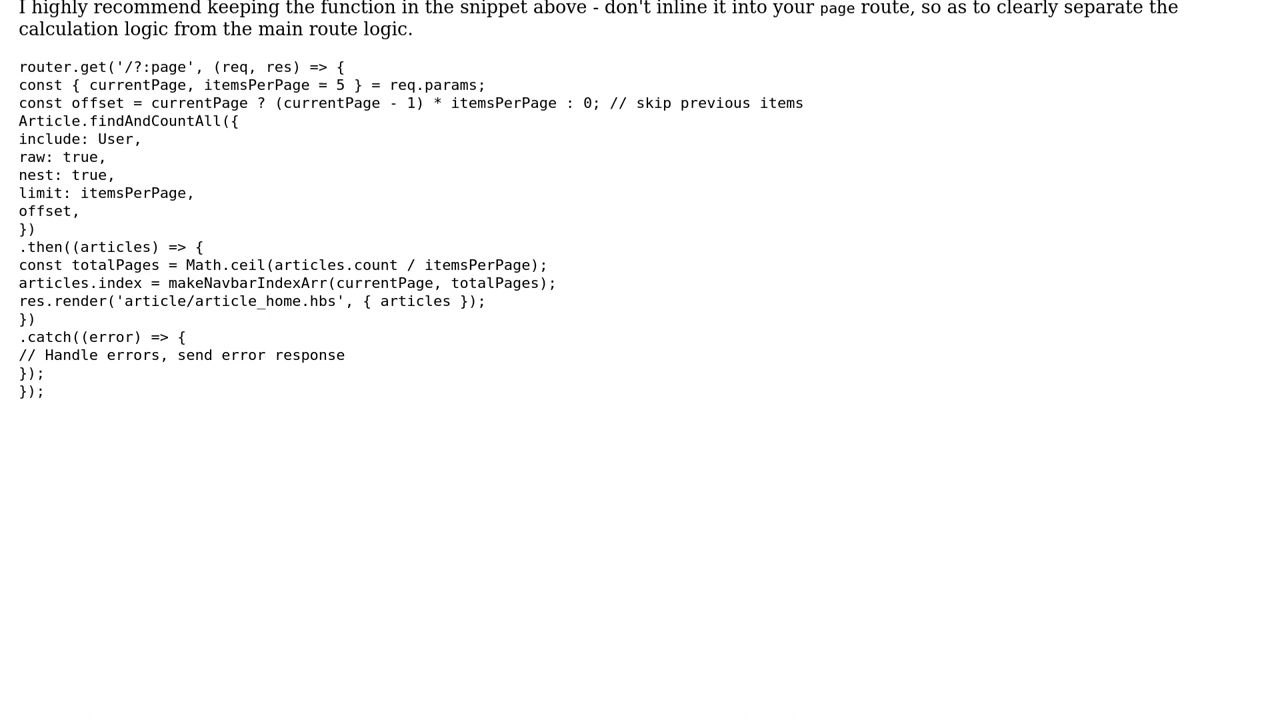 I highly recommend keeping the function in the snippet above - don't inline it into your page route, so as to clearly separate the
calculation logic from the main route logic.
router.get('/?:page', (req, res) => {
const { currentPage, itemsPerPage = 5 } = req.params;
const offset = currentPage ? (currentPage - 1) * itemsPerPage : 0; // skip previous items
Article.findAndCountAll({
include: User,
raw: true,
nest: true,
limit: itemsPerPage,
offset,
})
.then((articles) => {
const totalPages = Math.ceil(articles.count / itemsPerPage);
articles.index = makeNavbarIndexArr(currentPage, totalPages);
res.render('article/article_home.hbs', { articles });
})
.catch((error) => {
// Handle errors, send error response
});
});